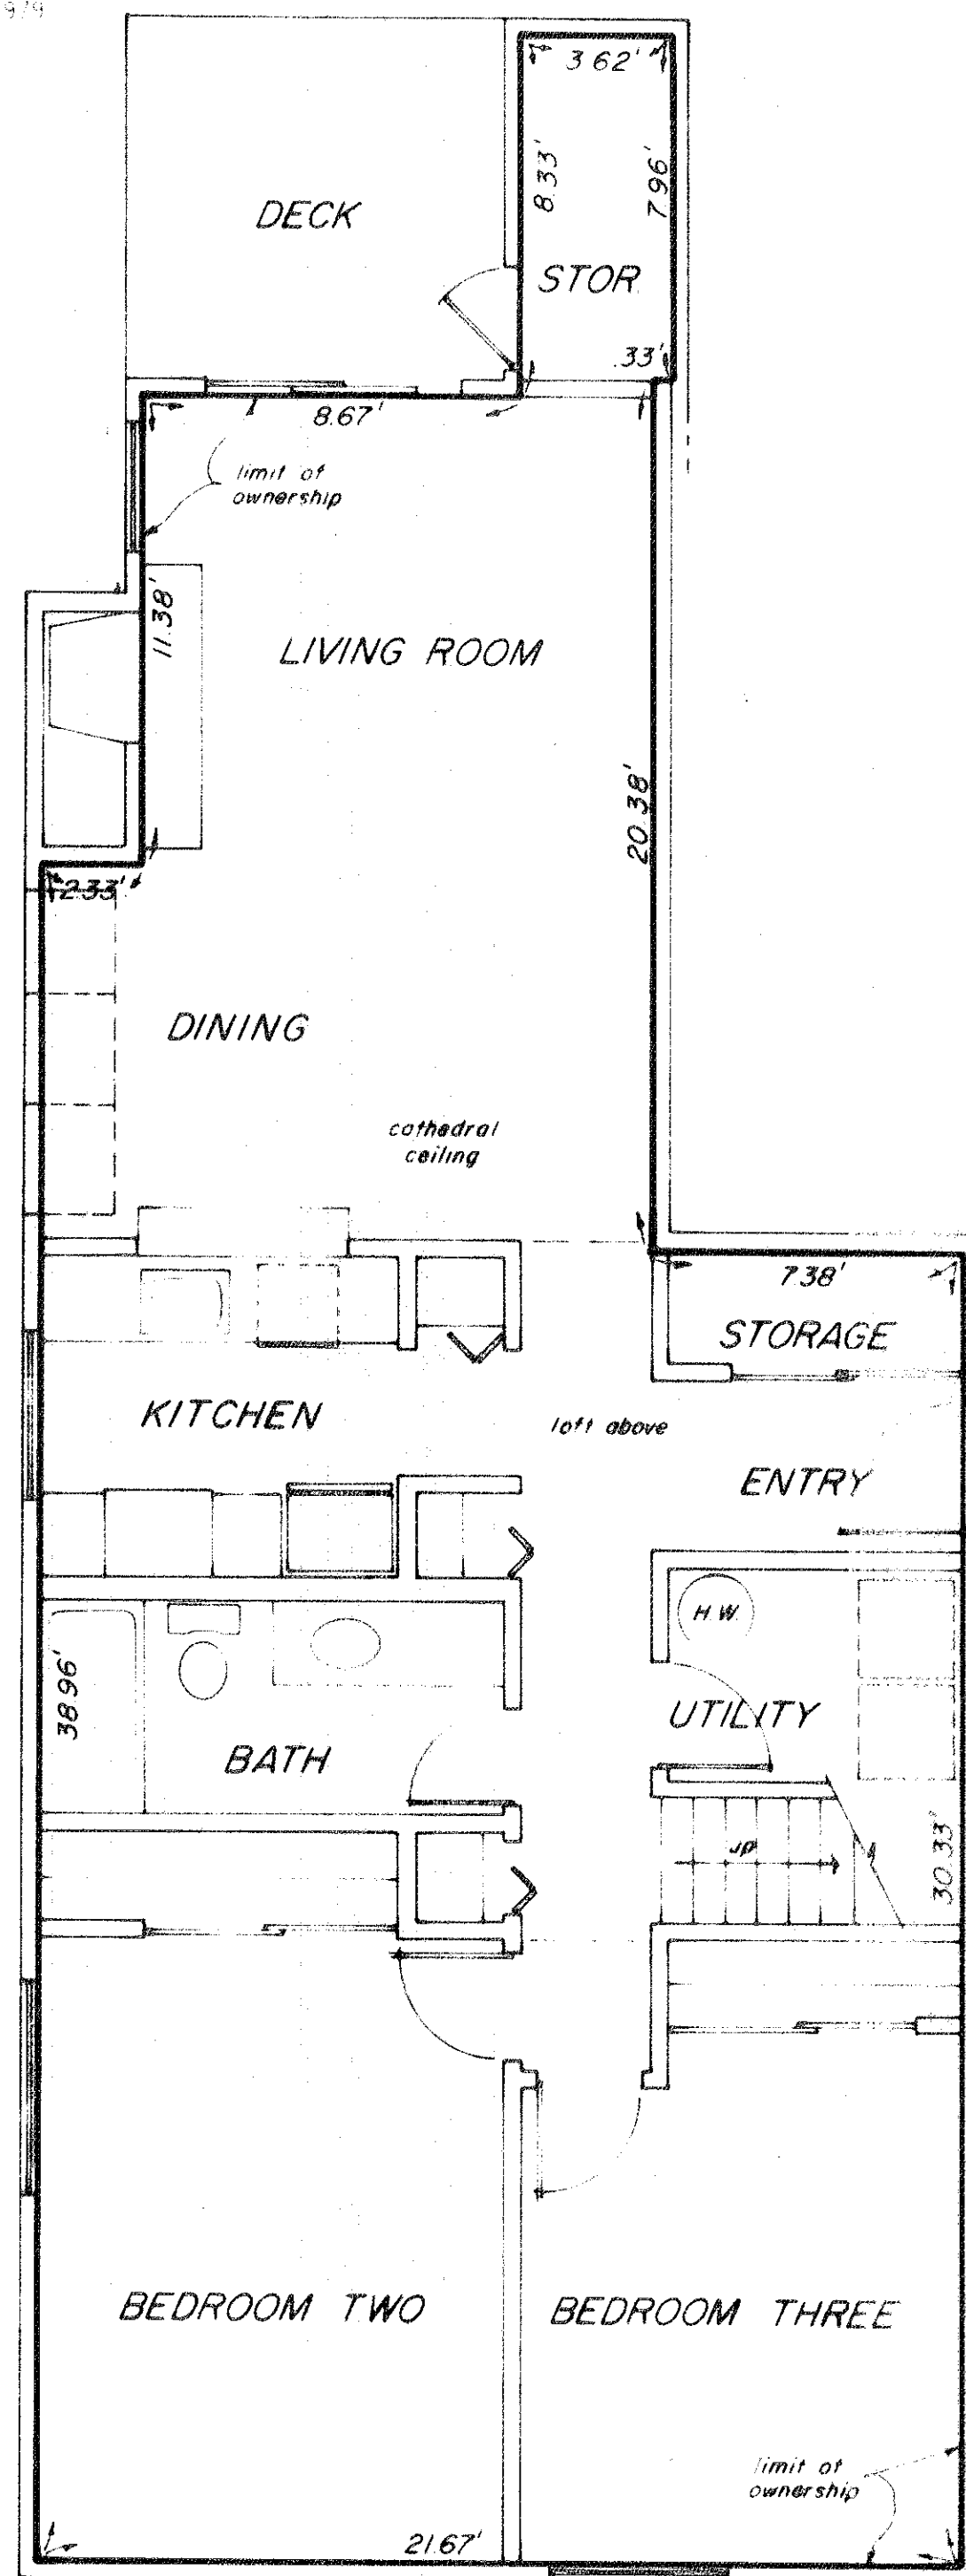 979
3 62'
8.33'
7.96'
DECK
STOR.
.33'
8.67'
limit of
ownership
11.38'
LIVING ROOM
20.38'
2.33'
DINING
cathedral
ceiling
7.38'
STORAGE
KITCHEN
loft above
ENTRY
H.W.
38.96'
UTILITY
BATH
up
30.33'
BEDROOM TWO
BEDROOM THREE
limit of
ownership
21.67'